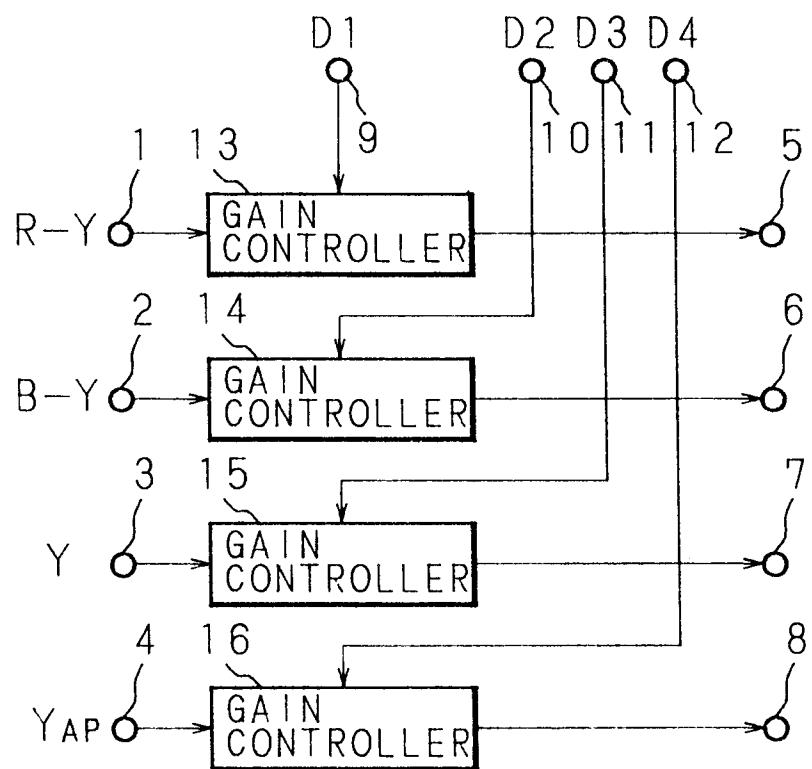 D1 D2 D3 D4
9 10 11 12
1 13 5
R-Y GAIN CONTROLLER
2 14 6
B-Y GAIN CONTROLLER
3 15 7
Y GAIN CONTROLLER
4 16 8
YAP GAIN CONTROLLER